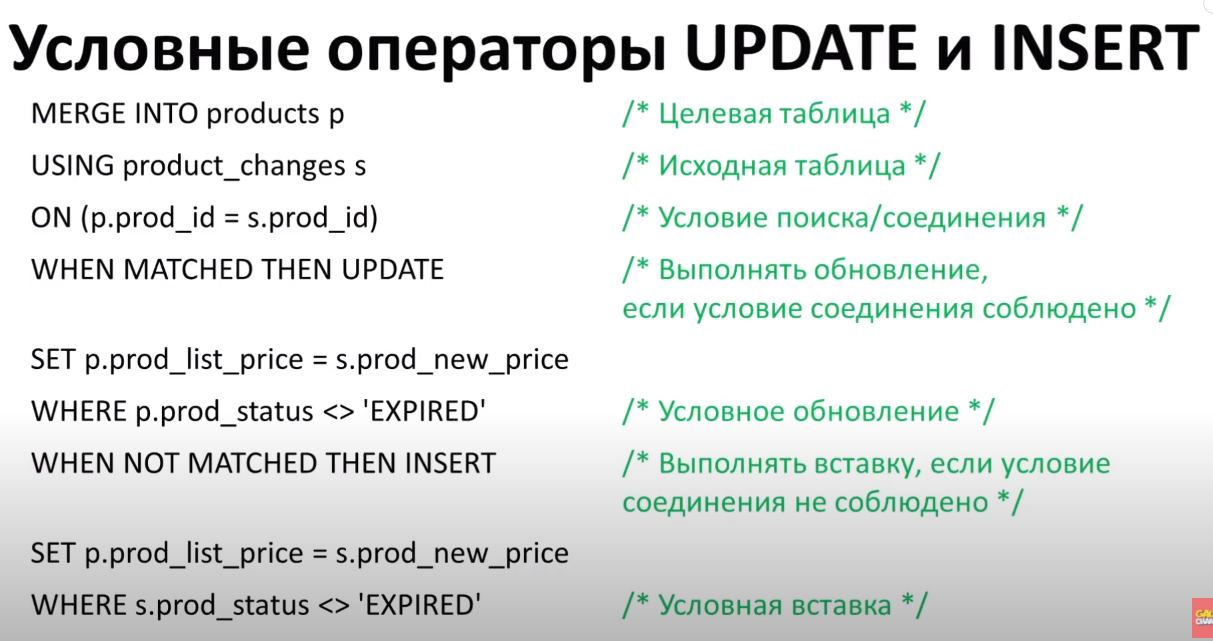 Условные операторы UPDATE и INSERT
MERGE INTO products p /* Целевая таблица */
USING product_changes s /* Исходная таблица */
ON (p.prod_id = s.prod_id) /* Условие поиска/соединения */
WHEN MATCHED THEN UPDATE /* Выполнять обновление,
если условие соединения соблюдено */
SET p.prod_list_price = s.prod_new_price
WHERE p.prod_status <> 'EXPIRED' /* Условное обновление */
WHEN NOT MATCHED THEN INSERT /* Выполнять вставку, если условие
соединения не соблюдено */
SET p.prod_list_price = s.prod_new_price
WHERE s.prod_status <> 'EXPIRED' /* Условная вставка */